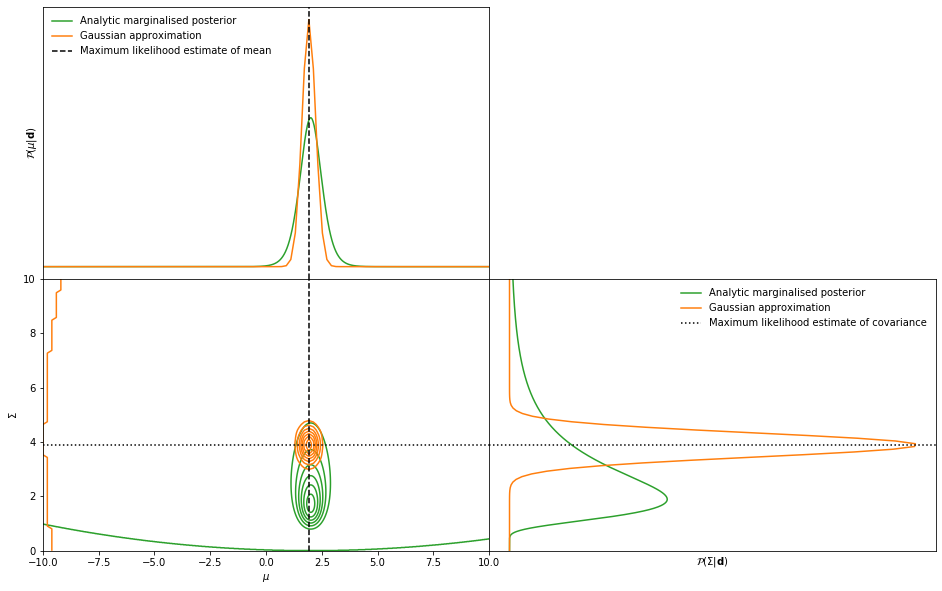 Analytic marginalised posterior
Gaussian approximation
Maximum likelihood estimate of mean
𝒫(μ|𝐝)
10
8
6
4
2
0
Σ
Analytic marginalised posterior
Gaussian approximation
Maximum likelihood estimate of covariance
−10.0 −7.5 −5.0 −2.5 0.0 2.5 5.0 7.5 10.0
μ
𝒫(Σ|𝐝)